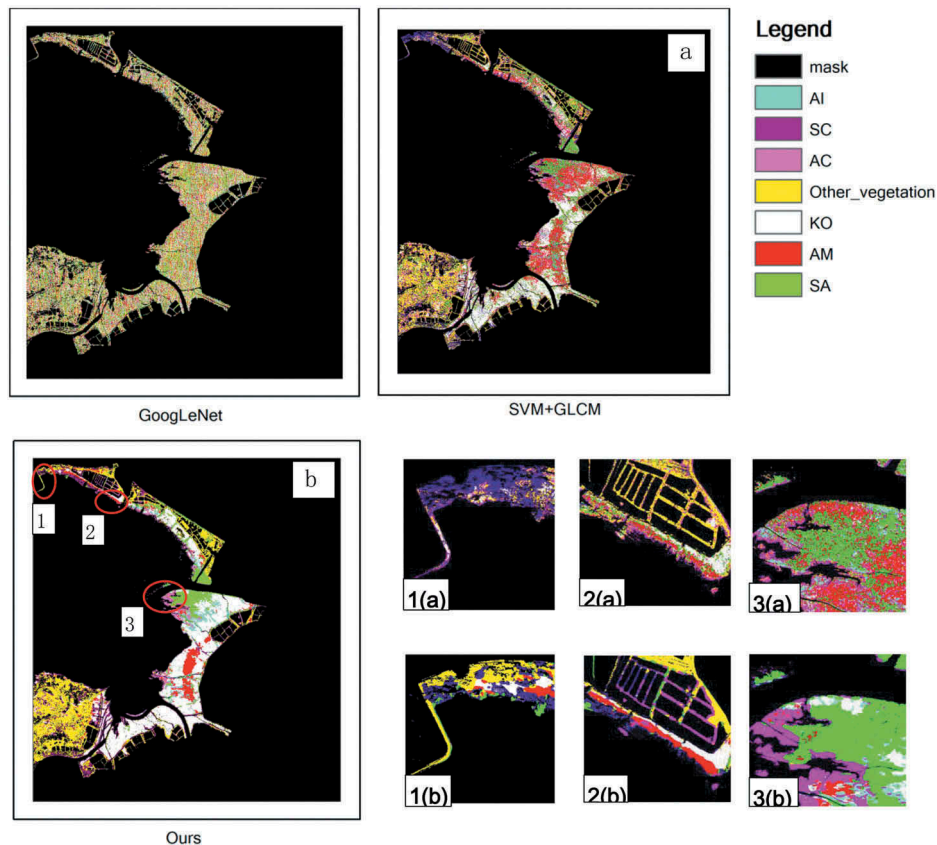 a
GoogLeNet
SVM+GLCM
Legend
mask
AI
SC
AC
Other_vegetation
KO
AM
SA
b
1
2
3
Ours
1(a)
2(a)
3(a)
1(b)
2(b)
3(b)